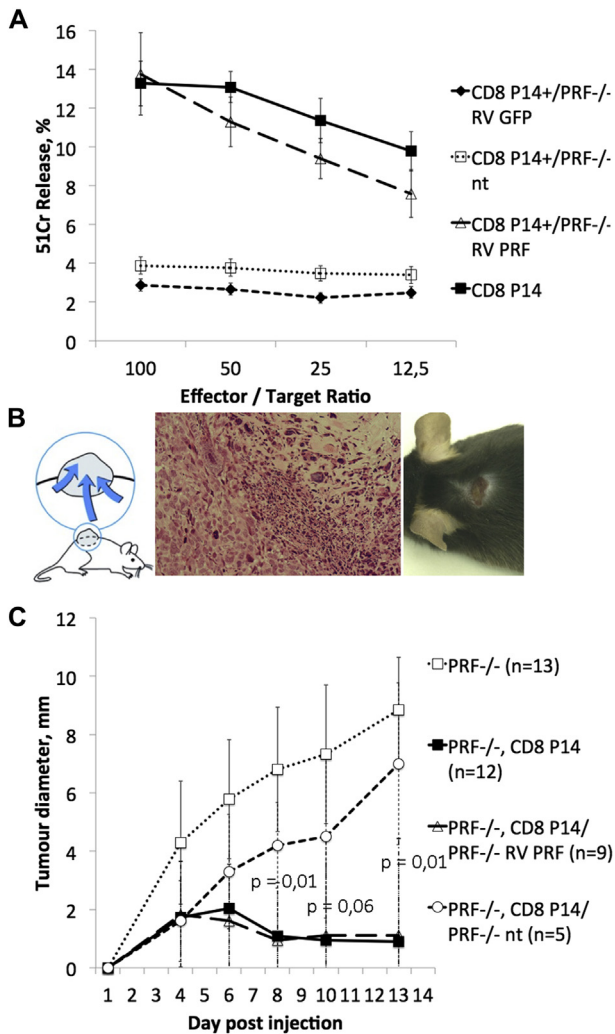 A
16
14
12
10
8
6
4
2
0
51Cr Release, %
100 50 25 12,5
Effector / Target Ratio
CD8 P14+/PRF-/-
RV GFP
CD8 P14+/PRF-/-
nt
CD8 P14+/PRF-/-
RV PRF
CD8 P14
B
C
12
10
8
6
4
2
0
Tumour diameter, mm
p = 0,01
p = 0,06
p = 0,01
1 2 3 4 5 6 7 8 9 10 11 12 13 14
Day post injection
PRF-/- (n=13)
PRF-/-, CD8 P14
(n=12)
PRF-/-, CD8 P14/
PRF-/- RV PRF (n=9)
PRF-/-, CD8 P14/
PRF-/- nt (n=5)